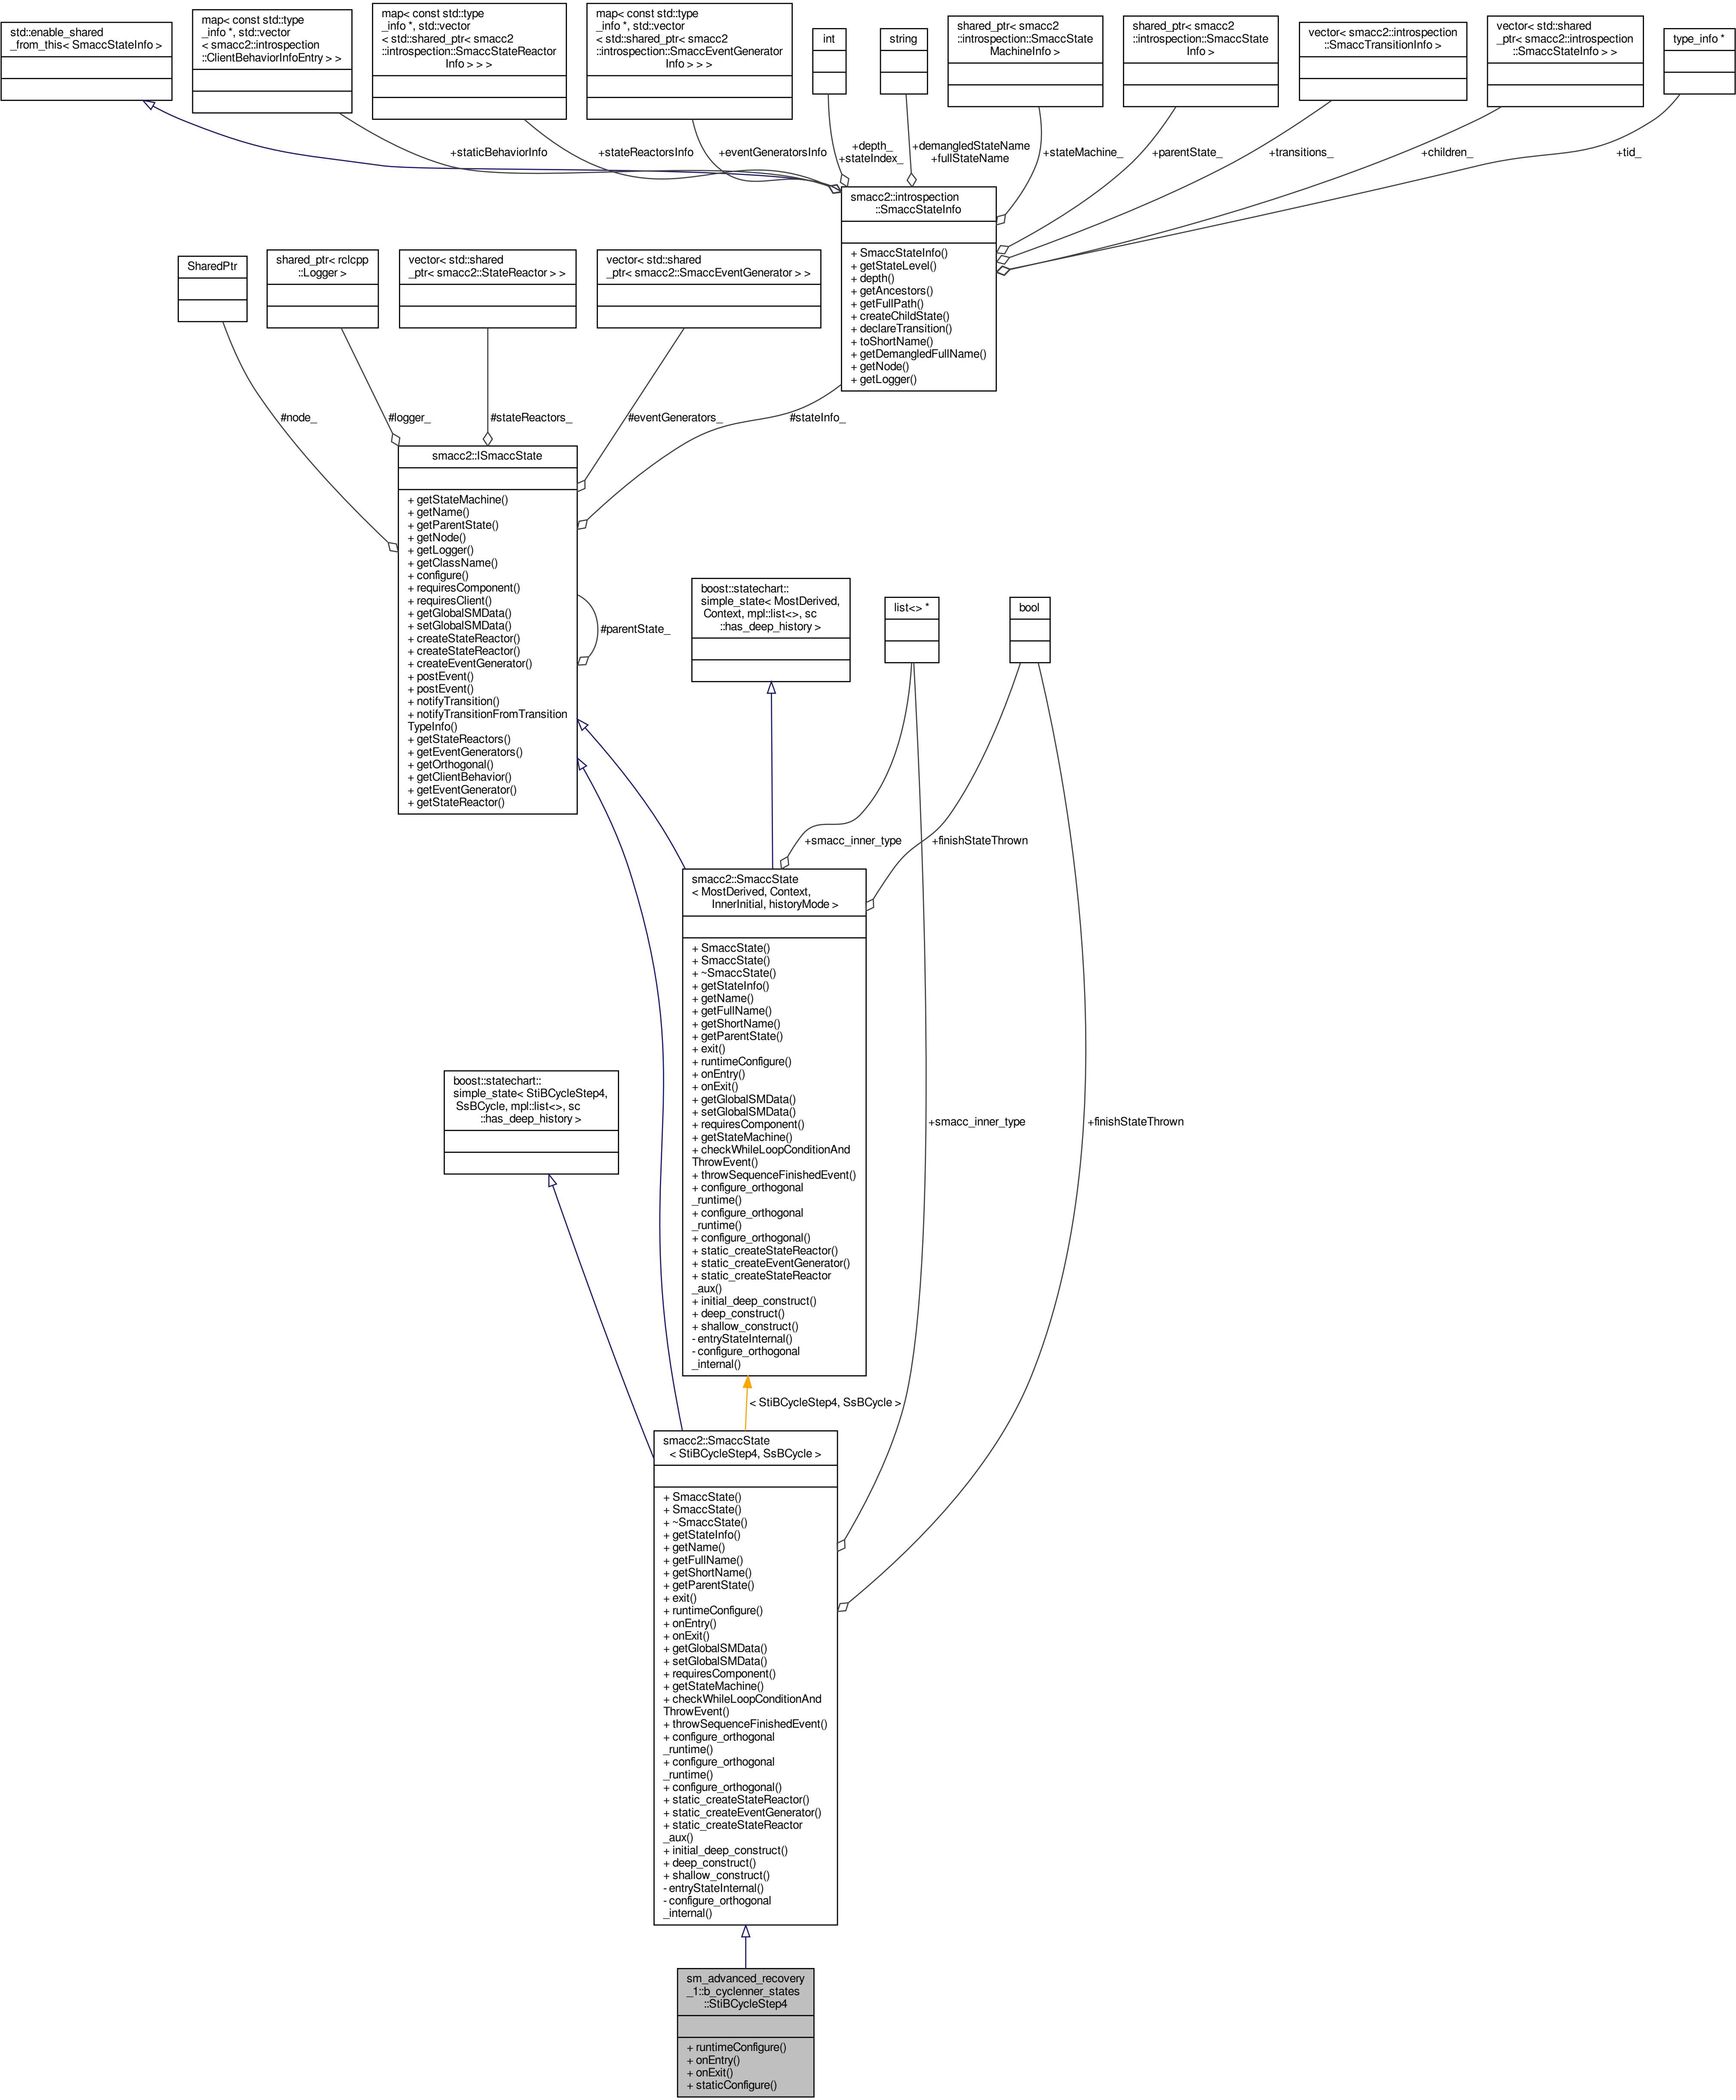 std::enable_shared
_from_this< SmaccStateInfo >
map< const std::type
_info *, std::vector
< smacc2::introspection
::ClientBehaviorInfoEntry > >
map< const std::type
_info *, std::vector
< std::shared_ptr< smacc2
::introspection::SmaccStateReactor
Info > > >
map< const std::type
_info *, std::vector
< std::shared_ptr< smacc2
::introspection::SmaccEventGenerator
Info > > >
int
string
shared_ptr< smacc2
::introspection::SmaccState
MachineInfo >
shared_ptr< smacc2
::introspection::SmaccState
Info >
vector< smacc2::introspection
::SmaccTransitionInfo >
vector< std::shared
_ptr< smacc2::introspection
::SmaccStateInfo > >
type_info *
+staticBehaviorInfo
+stateReactorsInfo
+eventGeneratorsInfo
+depth_
+stateIndex_
+demangledStateName
+fullStateName
+stateMachine_
+parentState_
+transitions_
+children_
+tid_
smacc2::introspection
::SmaccStateInfo
+ SmaccStateInfo()
+ getStateLevel()
+ depth()
+ getAncestors()
+ getFullPath()
+ createChildState()
+ declareTransition()
+ toShortName()
+ getDemangledFullName()
+ getNode()
+ getLogger()
SharedPtr
shared_ptr< rclcpp
::Logger >
vector< std::shared
_ptr< smacc2::StateReactor > >
vector< std::shared
_ptr< smacc2::SmaccEventGenerator > >
#node_
#logger_
#stateReactors_
#eventGenerators_
#stateInfo_
smacc2::ISmaccState
+ getStateMachine()
+ getName()
+ getParentState()
+ getNode()
+ getLogger()
+ getClassName()
+ configure()
+ requiresComponent()
+ requiresClient()
+ getGlobalSMData()
+ setGlobalSMData()
+ createStateReactor()
+ createStateReactor()
+ createEventGenerator()
+ postEvent()
+ postEvent()
+ notifyTransition()
+ notifyTransitionFromTransition
TypeInfo()
+ getStateReactors()
+ getEventGenerators()
+ getOrthogonal()
+ getClientBehavior()
+ getEventGenerator()
+ getStateReactor()
#parentState_
boost::statechart::
simple_state< MostDerived,
Context, mpl::list<>, sc
::has_deep_history >
list<> *
bool
+smacc_inner_type
+finishStateThrown
smacc2::SmaccState
< MostDerived, Context,
InnerInitial, historyMode >
+ SmaccState()
+ SmaccState()
+ ~SmaccState()
+ getStateInfo()
+ getName()
+ getFullName()
+ getShortName()
+ getParentState()
+ exit()
+ runtimeConfigure()
+ onEntry()
+ onExit()
+ getGlobalSMData()
+ setGlobalSMData()
+ requiresComponent()
+ getStateMachine()
+ checkWhileLoopConditionAnd
ThrowEvent()
+ throwSequenceFinishedEvent()
+ configure_orthogonal
_runtime()
+ configure_orthogonal
_runtime()
+ configure_orthogonal()
+ static_createStateReactor()
+ static_createEventGenerator()
+ static_createStateReactor
_aux()
+ initial_deep_construct()
+ deep_construct()
+ shallow_construct()
- entryStateInternal()
- configure_orthogonal
_internal()
boost::statechart::
simple_state< StiBCycleStep4,
SsBCycle, mpl::list<>, sc
::has_deep_history >
+smacc_inner_type
+finishStateThrown
< StiBCycleStep4, SsBCycle >
smacc2::SmaccState
< StiBCycleStep4, SsBCycle >
+ SmaccState()
+ SmaccState()
+ ~SmaccState()
+ getStateInfo()
+ getName()
+ getFullName()
+ getShortName()
+ getParentState()
+ exit()
+ runtimeConfigure()
+ onEntry()
+ onExit()
+ getGlobalSMData()
+ setGlobalSMData()
+ requiresComponent()
+ getStateMachine()
+ checkWhileLoopConditionAnd
ThrowEvent()
+ throwSequenceFinishedEvent()
+ configure_orthogonal
_runtime()
+ configure_orthogonal
_runtime()
+ configure_orthogonal()
+ static_createStateReactor()
+ static_createEventGenerator()
+ static_createStateReactor
_aux()
+ initial_deep_construct()
+ deep_construct()
+ shallow_construct()
- entryStateInternal()
- configure_orthogonal
_internal()
sm_advanced_recovery
_1::b_cyclenner_states
::StiBCycleStep4
+ runtimeConfigure()
+ onEntry()
+ onExit()
+ staticConfigure()